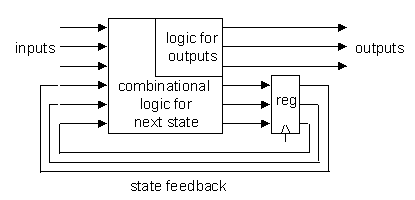 inputs
logic for
outputs
outputs
combinational
logic for
next state
reg
state feedback